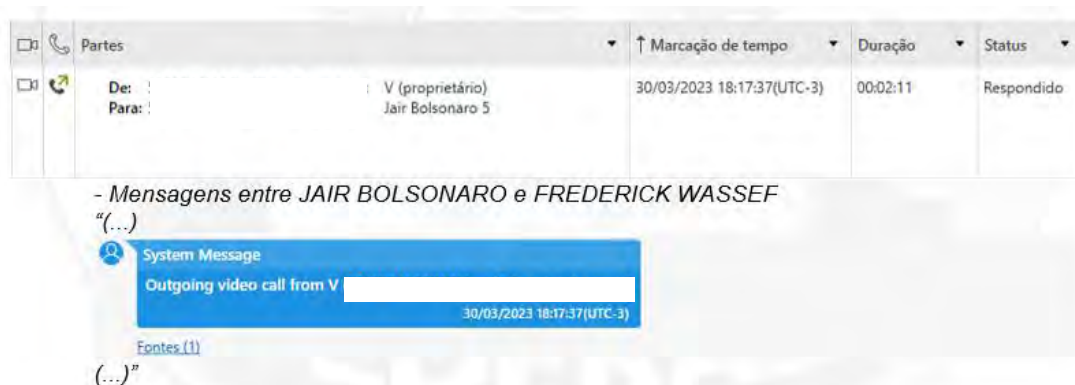 Partes ↑ Marcação de tempo Duração Status
De: V (proprietário) 30/03/2023 18:17:37(UTC-3) 00:02:11 Respondido
Para: Jair Bolsonaro 5
- Mensagens entre JAIR BOLSONARO e FREDERICK WASSEF
“(...)
System Message
Outgoing video call from V
30/03/2023 18:17:37(UTC-3)
Fontes (1)
(...)”